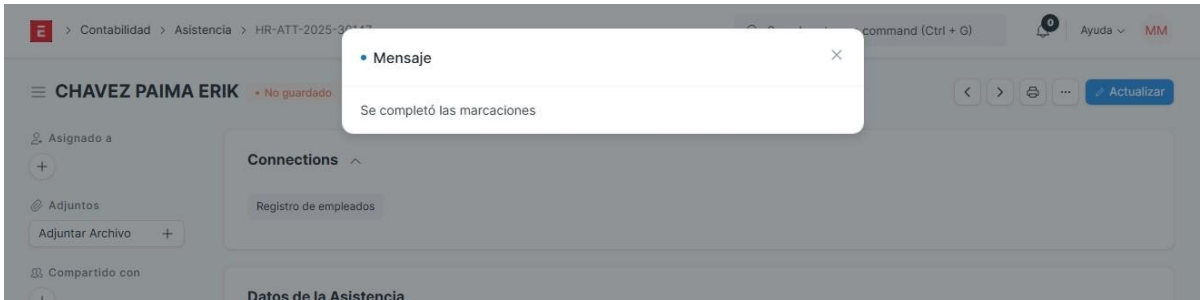 E > Contabilidad > Asistencia > HR-ATT-2025-30147
command (Ctrl + G)
0
Ayuda
MM
Mensaje
Se completó las marcaciones
CHAVEZ PAIMA ERIK
No guardado
...
Actualizar
Asignado a
+
Connections
Registro de empleados
Adjuntos
Adjuntar Archivo +
Compartido con
Datos de la Asistencia